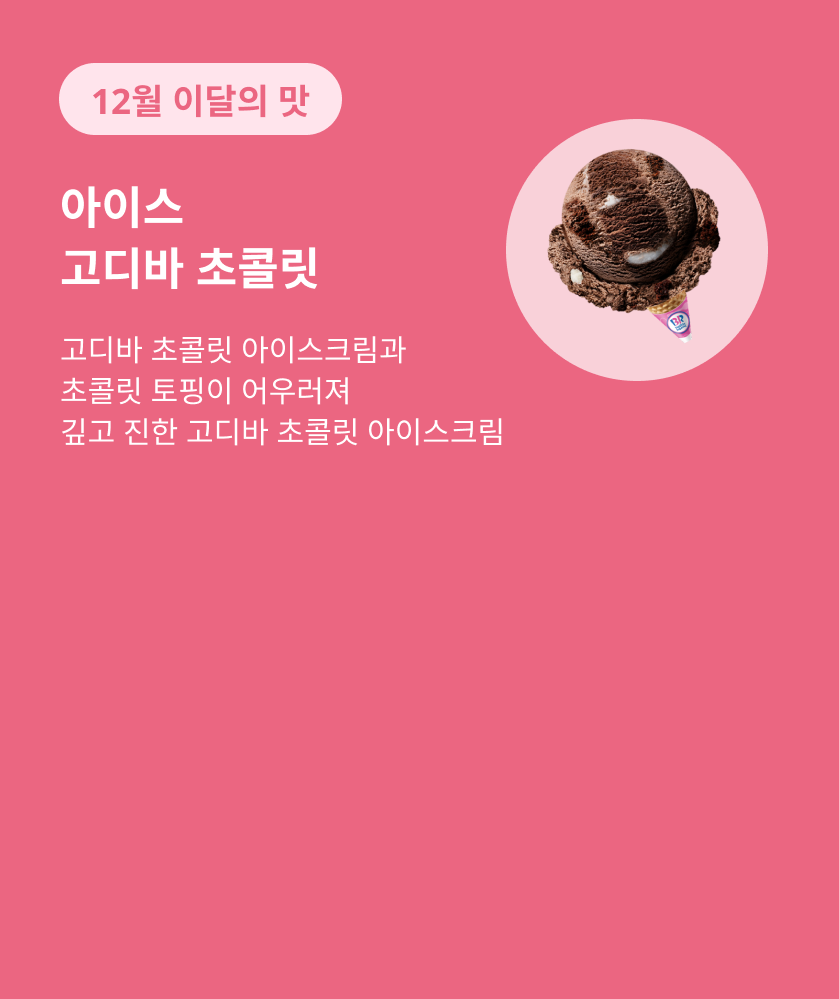 12월 이달의 맛
아이스
고디바 초콜릿
고디바 초콜릿 아이스크림과
초콜릿 토핑이 어우러져
깊고 진한 고디바 초콜릿 아이스크림
BR